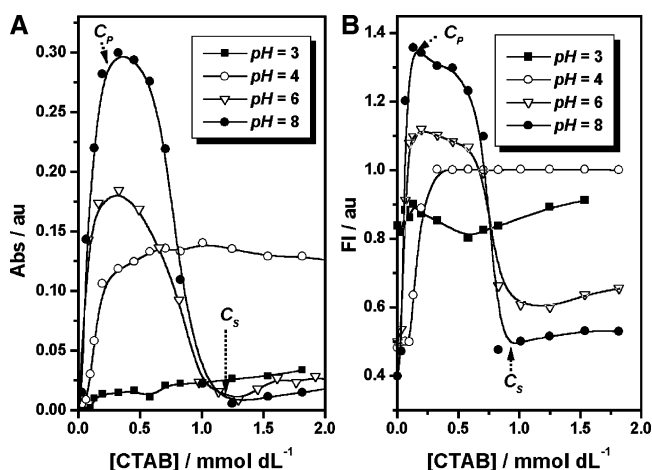 A
C_P
pH = 3
pH = 4
pH = 6
pH = 8
C_S
Abs / au
0.30
0.25
0.20
0.15
0.10
0.05
0.00
0.0 0.5 1.0 1.5 2.0
[CTAB] / mmol dL⁻¹
B
C_P
pH = 3
pH = 4
pH = 6
pH = 8
C_S
FI / au
1.4
1.2
1.0
0.8
0.6
0.4
0.0 0.5 1.0 1.5 2.0
[CTAB] / mmol dL⁻¹